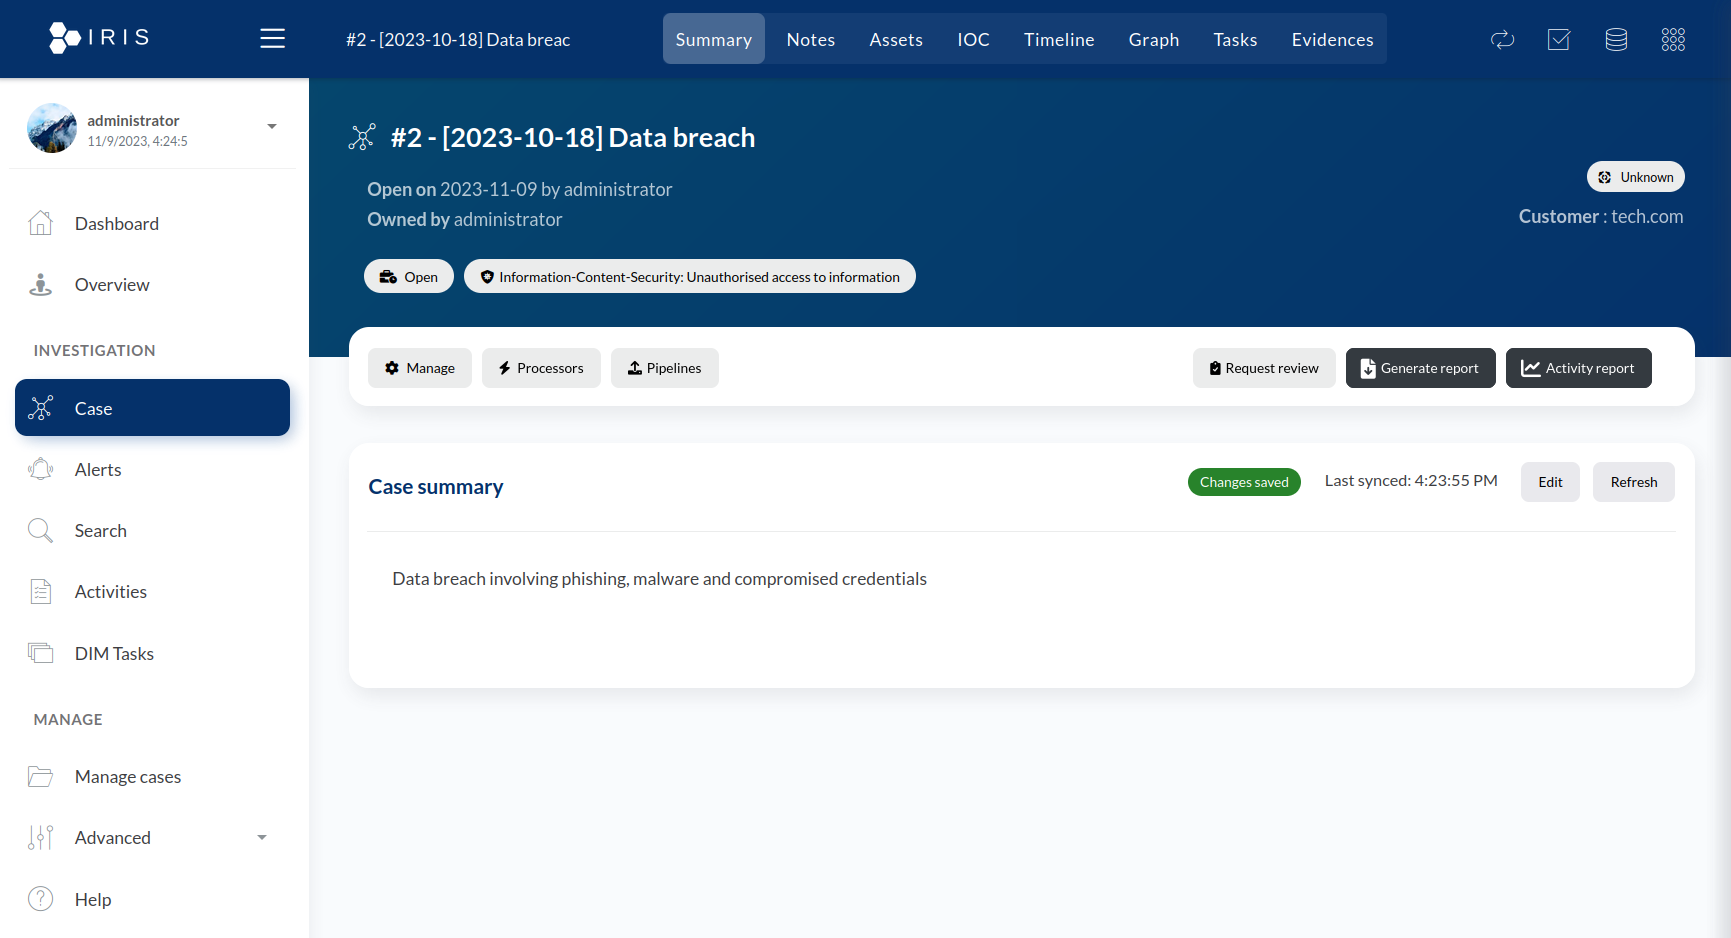 IRIS
#2 - [2023-10-18] Data breac
Summary
Notes
Assets
IOC
Timeline
Graph
Tasks
Evidences
administrator
11/9/2023, 4:24:5
Dashboard
Overview
INVESTIGATION
Case
Alerts
Search
Activities
DIM Tasks
MANAGE
Manage cases
Advanced
Help
#2 - [2023-10-18] Data breach
Open on 2023-11-09 by administrator
Owned by administrator
Unknown
Customer : tech.com
Open
Information-Content-Security: Unauthorised access to information
Manage
Processors
Pipelines
Request review
Generate report
Activity report
Case summary
Changes saved
Last synced: 4:23:55 PM
Edit
Refresh
Data breach involving phishing, malware and compromised credentials